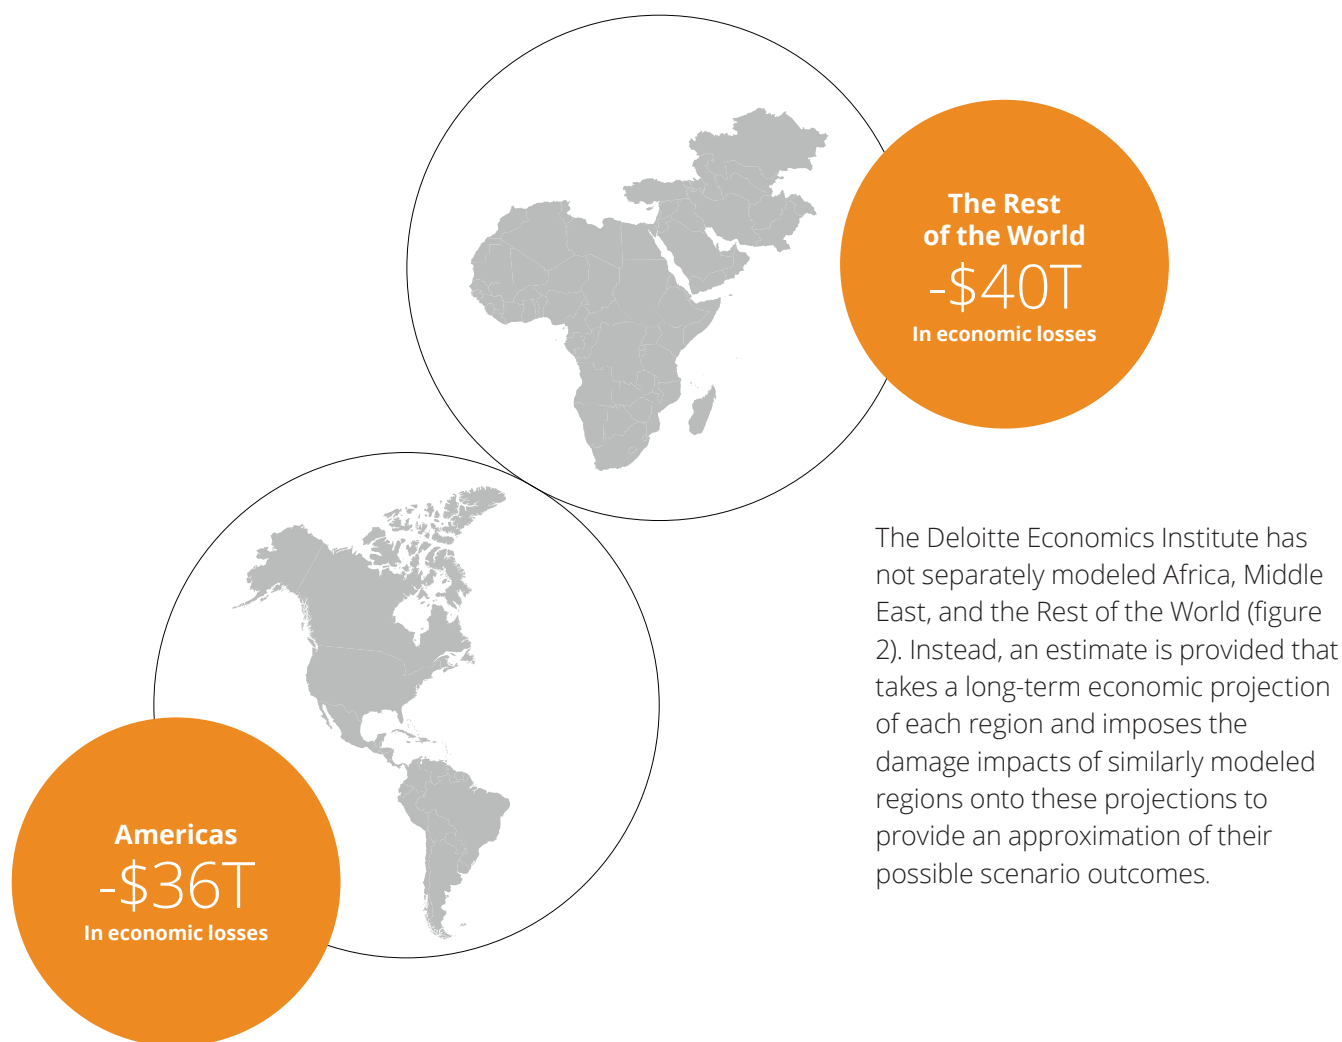 The Rest
of the World
-$40T
In economic losses
The Deloitte Economics Institute has
not separately modeled Africa, Middle
East, and the Rest of the World (figure
2). Instead, an estimate is provided that
takes a long-term economic projection
of each region and imposes the
damage impacts of similarly modeled
regions onto these projections to
provide an approximation of their
possible scenario outcomes.
Americas
-$36T
In economic losses